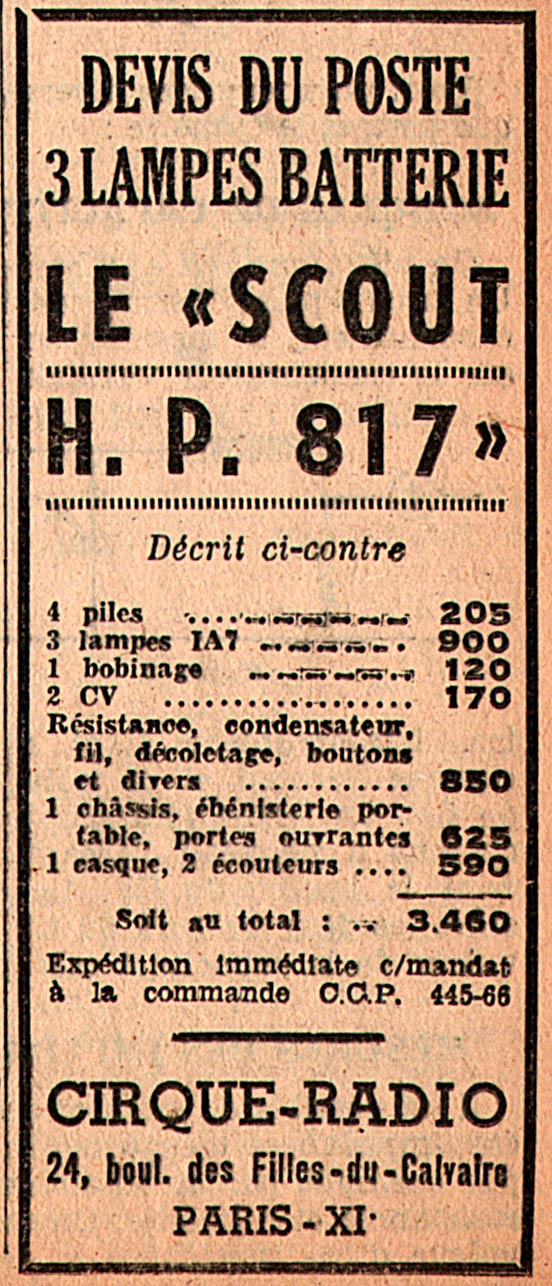 DEVIS DU POSTE
3 LAMPES BATTERIE
LE «SCOUT
H. P. 817»
Décrit ci-contre
4 piles .................... 205
3 lampes IA7 .............. 900
1 bobinage ................ 120
2 CV .................... 170
Résistance, condensateur,
fil, décoletage, boutons
et divers ............. 850
1 châssis, ébénisterie por-
table, portes ouvrantes 625
1 casque, 2 écouteurs .... 590
Soit au total : .. 3.460
Expédition immédiate c/mandat
à la commande C.C.P. 445-66
CIRQUE-RADIO
24, boul. des Filles-du-Calvaire
PARIS-XI·